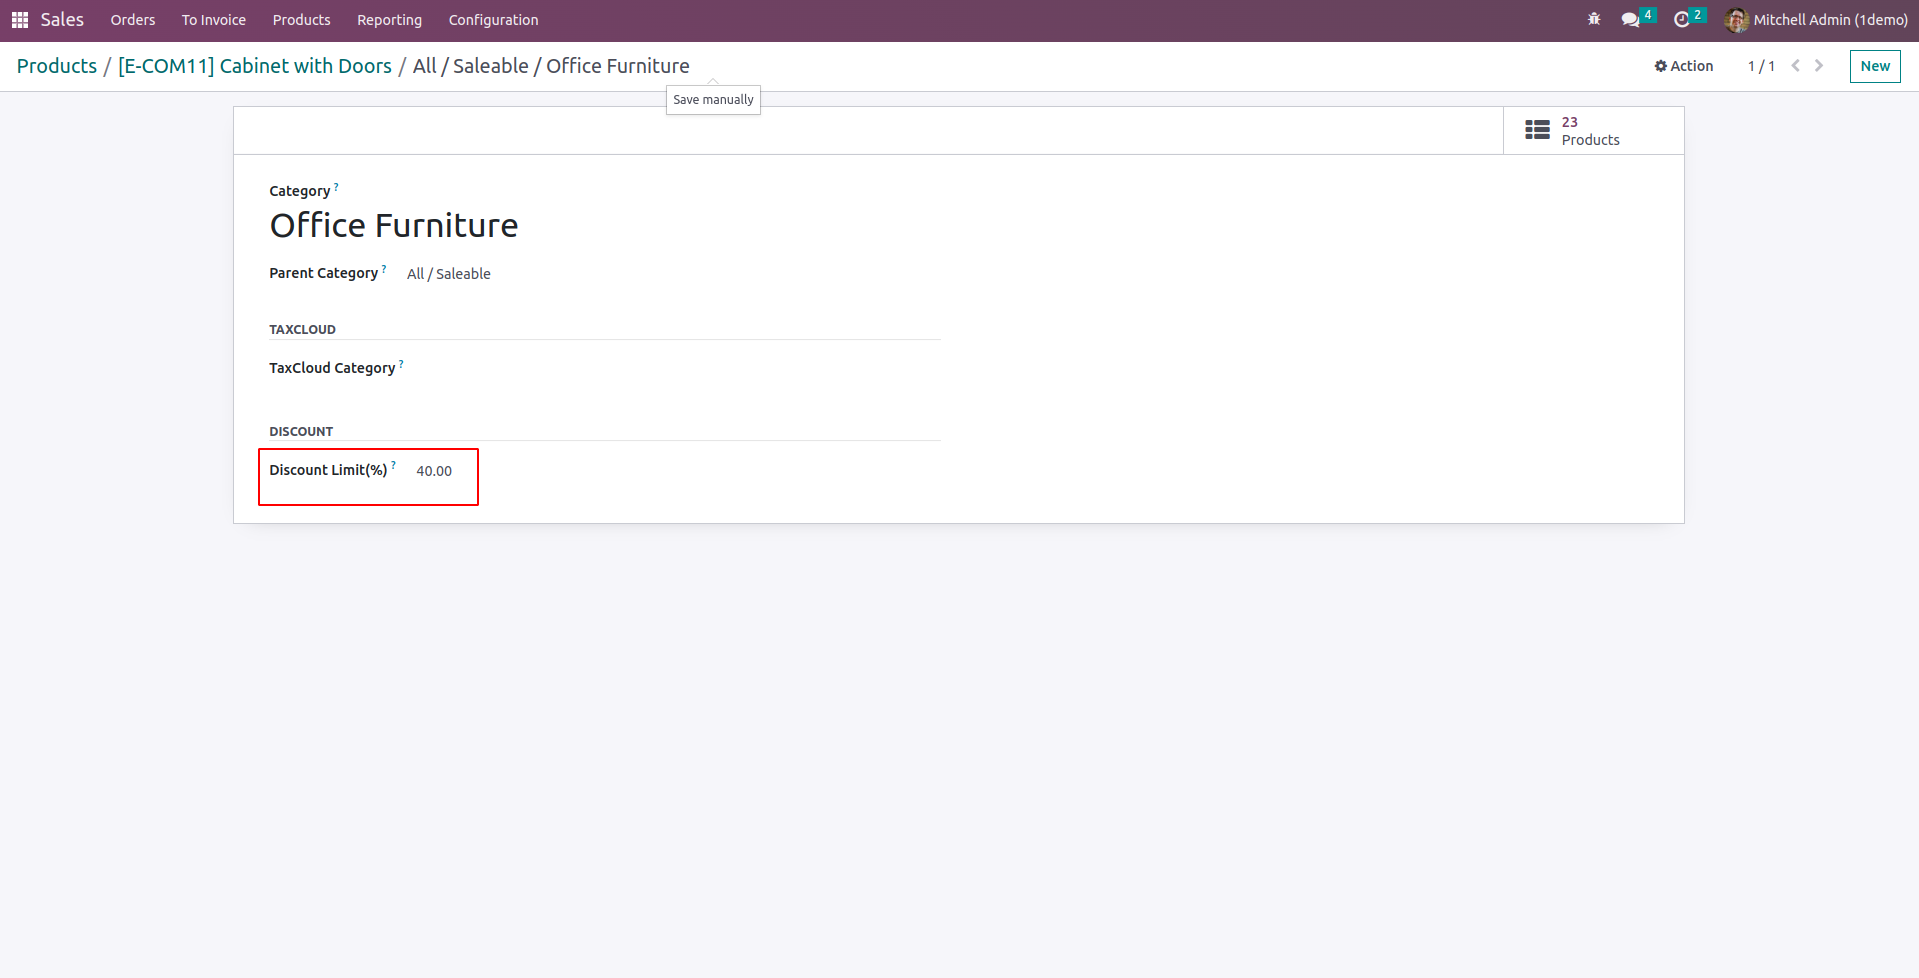 Sales Orders To Invoice Products Reporting Configuration 4 2 Mitchell Admin (1demo)
Products / [E-COM11] Cabinet with Doors / All / Saleable / Office Furniture Action 1 / 1 New
Save manually
23
Products
Category ?
Office Furniture
Parent Category ? All / Saleable
TAXCLOUD
TaxCloud Category ?
DISCOUNT
Discount Limit(%) ? 40.00